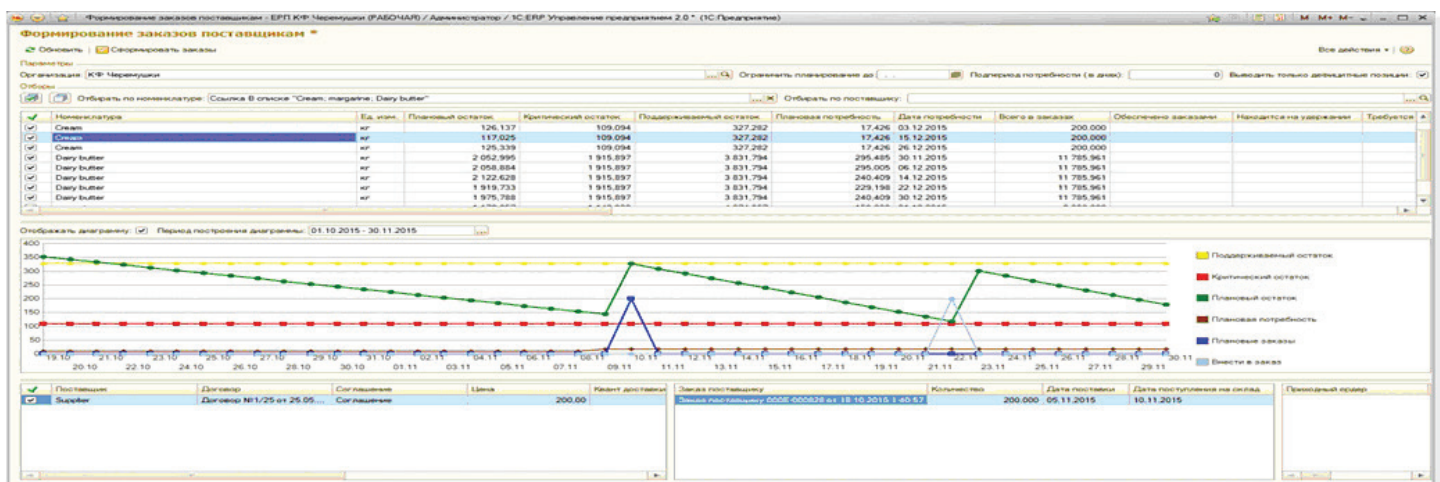 Формирование заказов поставщикам - ЕРП КФ Черемушки (РАБОЧАЯ) / Администратор / 1С:ERP Управление предприятием 2.0 * (1С:Предприятие)
M M+ M-
Формирование заказов поставщикам *
Обновить Сформировать заказы Все действия
Параметры
Организация: КФ Черемушки ... Ограничить планирование до . . Подпериод потребности (в днях): 0 Выводить только дефицитные позиции:
Отборы
Отбирать по номенклатуре: Ссылка В списке "Cream; margarine; Dairy butter" ... Отбирать по поставщику: ...
Номенклатура Ед. изм. Плановый остаток Критический остаток Поддерживаемый остаток Плановая потребность Дата потребности Всего в заказах Обеспечено заказами Находится на удержании Требуется
Cream кг 126,137 109,094 327,282 17,426 03.12.2015 200,000
Cream кг 117,025 109,094 327,282 17,426 15.12.2015 200,000
Cream кг 125,339 109,094 327,282 17,426 26.12.2015 200,000
Dairy butter кг 2 052,995 1 915,897 3 831,794 295,485 30.11.2015 11 785,961
Dairy butter кг 2 058,884 1 915,897 3 831,794 295,005 06.12.2015 11 785,961
Dairy butter кг 2 122,628 1 915,897 3 831,794 240,409 14.12.2015 11 785,961
Dairy butter кг 1 919,733 1 915,897 3 831,794 229,198 22.12.2015 11 785,961
Dairy butter кг 1 975,788 1 915,897 3 831,794 240,409 30.12.2015 11 785,961
Отображать диаграмму: Период построения диаграммы: 01.10.2015 - 30.11.2015 ...
400
350
300
250
200
150
100
50
0
19.10 21.10 23.10 25.10 27.10 29.10 31.10 02.11 04.11 06.11 08.11 10.11 12.11 14.11 16.11 18.11 20.11 22.11 24.11 26.11 28.11 30.11
20.10 22.10 24.10 26.10 28.10 30.10 01.11 03.11 05.11 07.11 09.11 11.11 13.11 15.11 17.11 19.11 21.11 23.11 25.11 27.11 29.11
Поддерживаемый остаток
Критический остаток
Плановый остаток
Плановая потребность
Плановые заказы
Внести в заказ
Поставщик Договор Соглашение Цена Квант доставки
Supplier Договор №1/25 от 25.05... Соглашение 200,00
Заказ поставщику Количество Дата поставки Дата поступления на склад
Заказ поставщику 000Е-000828 от 19.10.2015 1:40:57 200,000 05.11.2015 10.11.2015
Приходный ордер